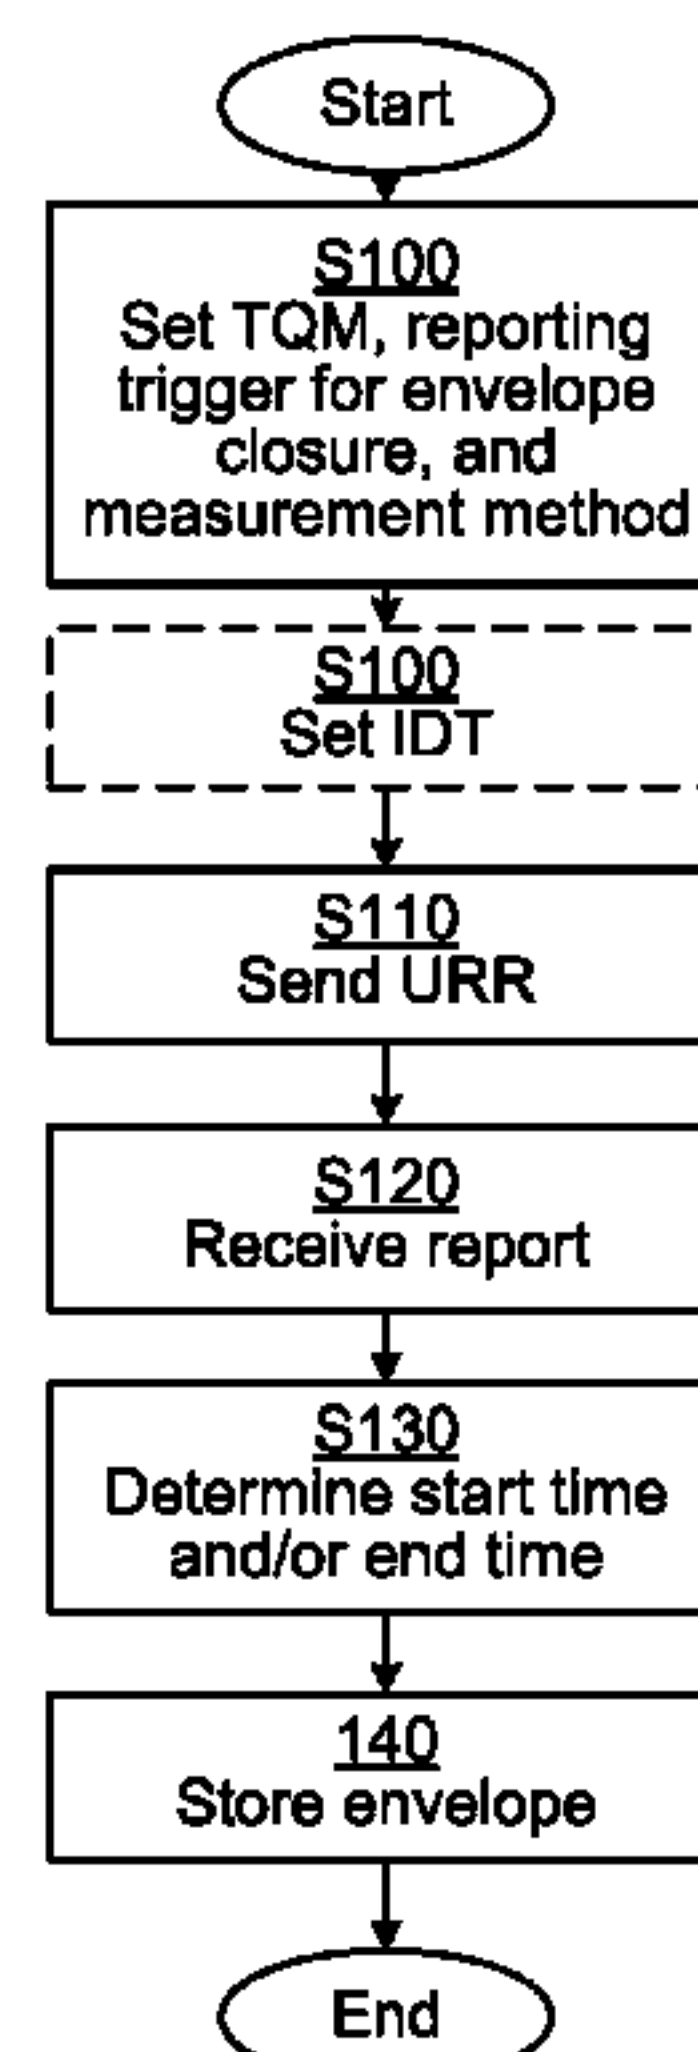 Start
S100
Set TQM, reporting
trigger for envelope
closure, and
measurement method
S100
Set IDT
S110
Send URR
S120
Receive report
S130
Determine start time
and/or end time
140
Store envelope
End